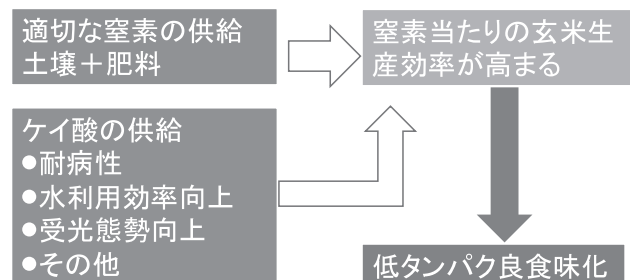 適切な窒素の供給
土壌＋肥料
窒素当たりの玄米生
産効率が高まる
ケイ酸の供給
●耐病性
●水利用効率向上
●受光態勢向上
●その他
低タンパク良食味化